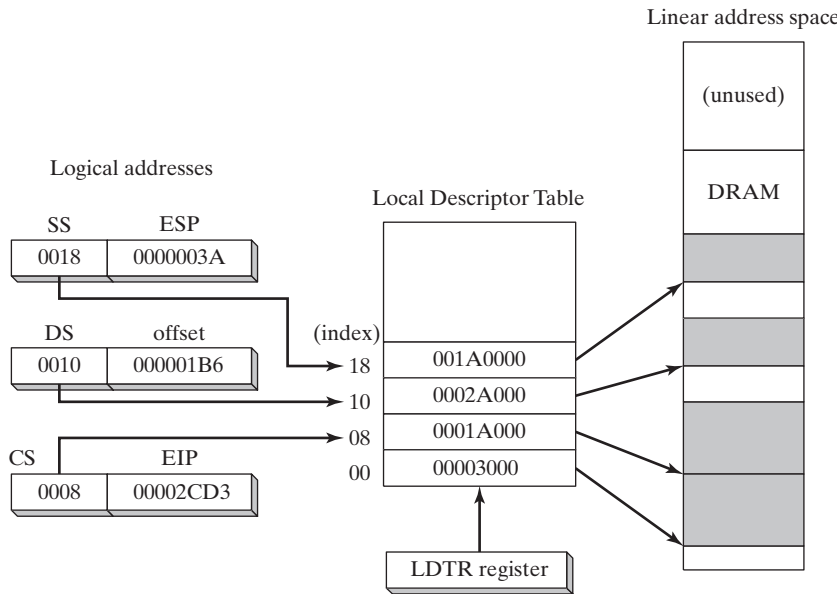 Linear address space
(unused)
DRAM
Logical addresses
SS ESP
0018 0000003A
DS offset
0010 000001B6
CS EIP
0008 00002CD3
Local Descriptor Table
(index)
18 001A0000
10 0002A000
08 0001A000
00 00003000
LDTR register